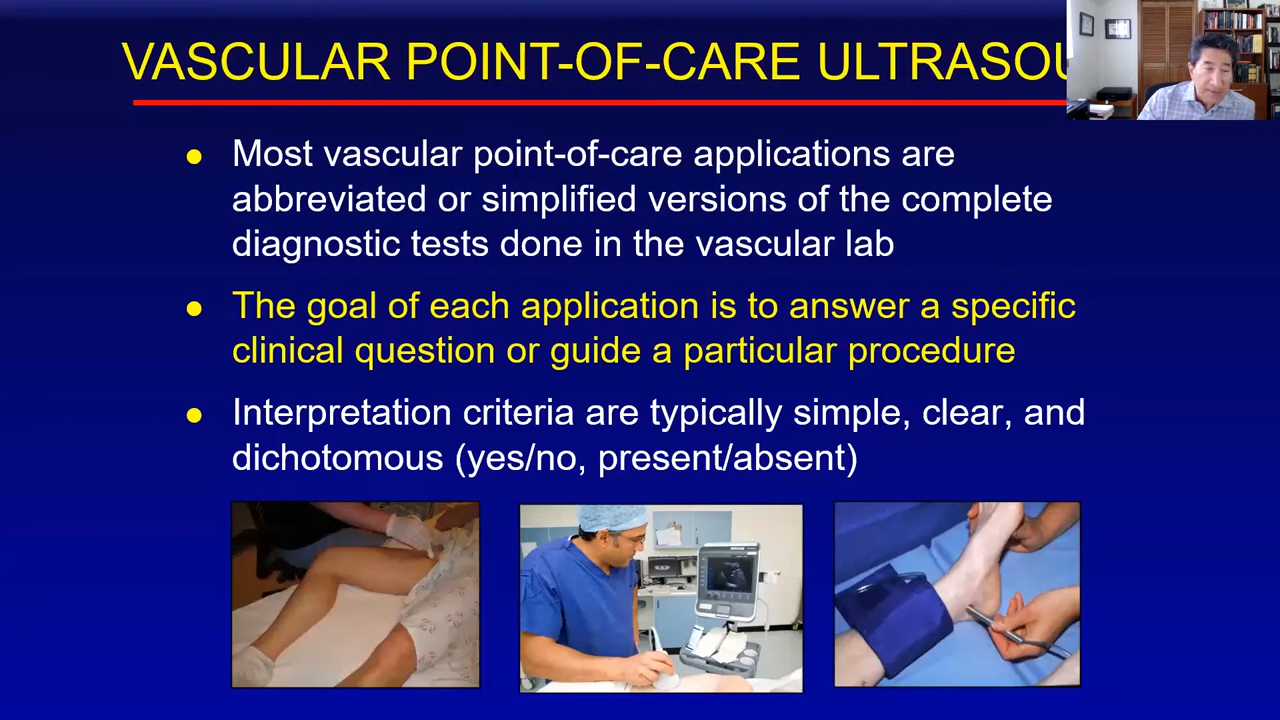 VASCULAR POINT-OF-CARE ULTRASOU
● Most vascular point-of-care applications are
abbreviated or simplified versions of the complete
diagnostic tests done in the vascular lab
● The goal of each application is to answer a specific
clinical question or guide a particular procedure
● Interpretation criteria are typically simple, clear, and
dichotomous (yes/no, present/absent)